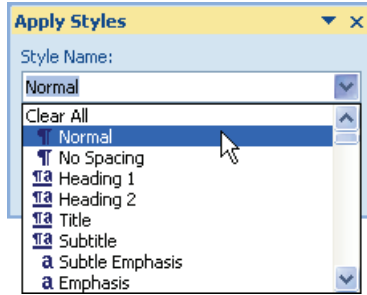 Apply Styles
Style Name:
Normal
Clear All
¶ Normal
¶ No Spacing
¶a Heading 1
¶a Heading 2
¶a Title
¶a Subtitle
a Subtle Emphasis
a Emphasis